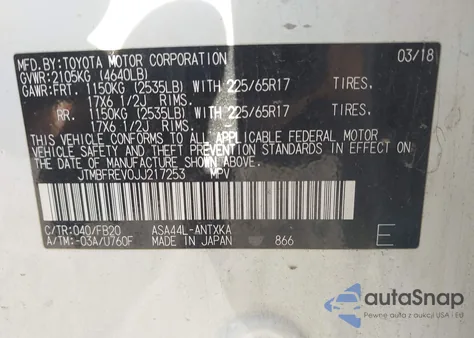 MFD.BY:TOYOTA MOTOR CORPORATION 03/18
GVWR:2105KG (4640LB)
GAWR:FRT. 1150KG (2535LB) WITH 225/65R17 TIRES,
17X6 1/2J RIMS.
RR. 1150KG (2535LB) WITH 225/65R17 TIRES,
17X6 1/2J RIMS.
THIS VEHICLE CONFORMS TO ALL APPLICABLE FEDERAL MOTOR
VEHICLE SAFETY AND THEFT PREVENTION STANDARDS IN EFFECT
ON THE DATE OF MANUFACTURE SHOWN ABOVE.
JTMBFREV0JJ217253 MPV
C/TR:040/FB20 ASA44L-ANTXKA
A/TM:-03A/U760F MADE IN JAPAN 866 E
autoSnap
Pewne auto z USA i EU